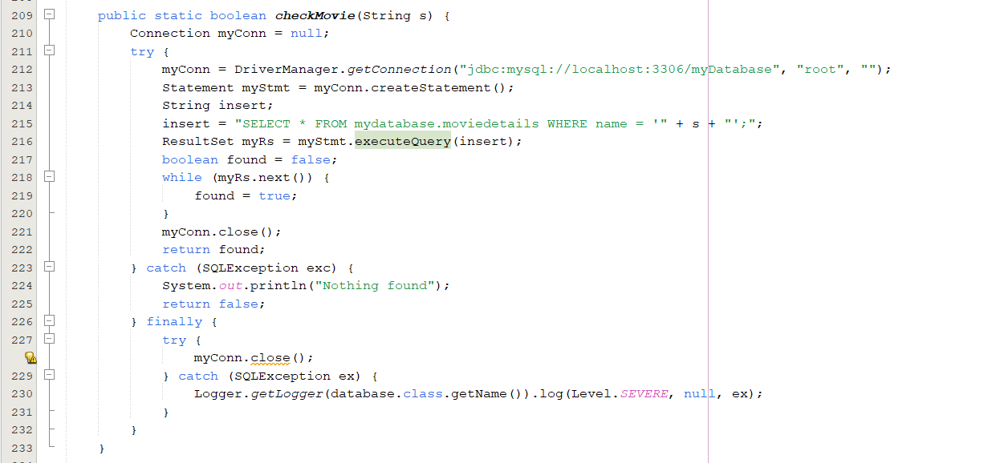 209 public static boolean checkMovie(String s) {
210 Connection myConn = null;
211 try {
212 myConn = DriverManager.getConnection("jdbc:mysql://localhost:3306/myDatabase", "root", "");
213 Statement myStmt = myConn.createStatement();
214 String insert;
215 insert = "SELECT * FROM mydatabase.moviedetails WHERE name = '" + s + "';";
216 ResultSet myRs = myStmt.executeQuery(insert);
217 boolean found = false;
218 while (myRs.next()) {
219 found = true;
220 }
221 myConn.close();
222 return found;
223 } catch (SQLException exc) {
224 System.out.println("Nothing found");
225 return false;
226 } finally {
227 try {
myConn.close();
229 } catch (SQLException ex) {
230 Logger.getLogger(database.class.getName()).log(Level.SEVERE, null, ex);
231 }
232 }
233 }